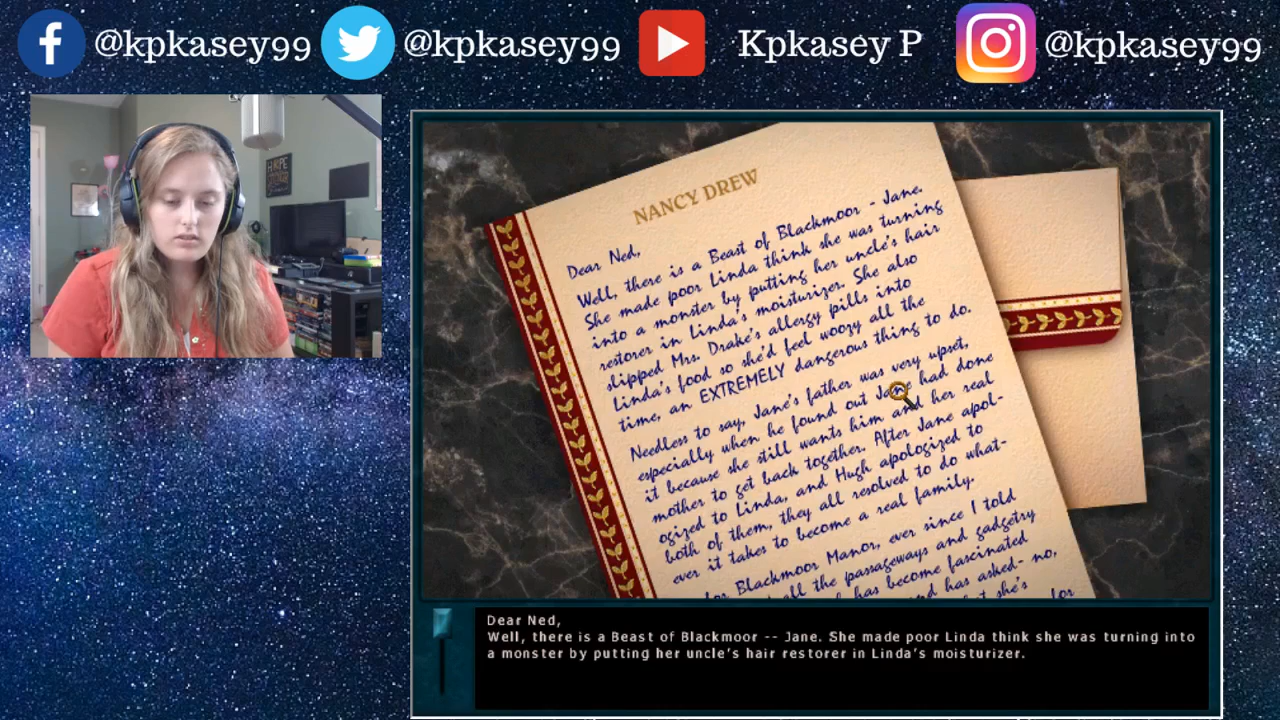 @kpkasey99 @kpkasey99 Kpkasey P @kpkasey99
HOPE
NANCY DREW
Dear Ned,
Well, there is a Beast of Blackmoor - Jane.
She made poor Linda think she was turning
into a monster by putting her uncle's hair
restorer in Linda's moisturizer. She also
slipped Mrs. Drake's allergy pills into
Linda's food so she'd feel woozy all the
time, an EXTREMELY dangerous thing to do.
Needless to say, Jane's father was very upset,
especially when he found out Jane had done
it because she still wants him and her real
mother to get back together. After Jane apol-
ogized to Linda, and Hugh apologized to
both of them, they all resolved to do what-
ever it takes to become a real family.
for Blackmoor Manor, ever since I told
all the passageways and gadgetry
has become fascinated
has asked- no,
she's
for
Dear Ned,
Well, there is a Beast of Blackmoor -- Jane. She made poor Linda think she was turning into
a monster by putting her uncle's hair restorer in Linda's moisturizer.